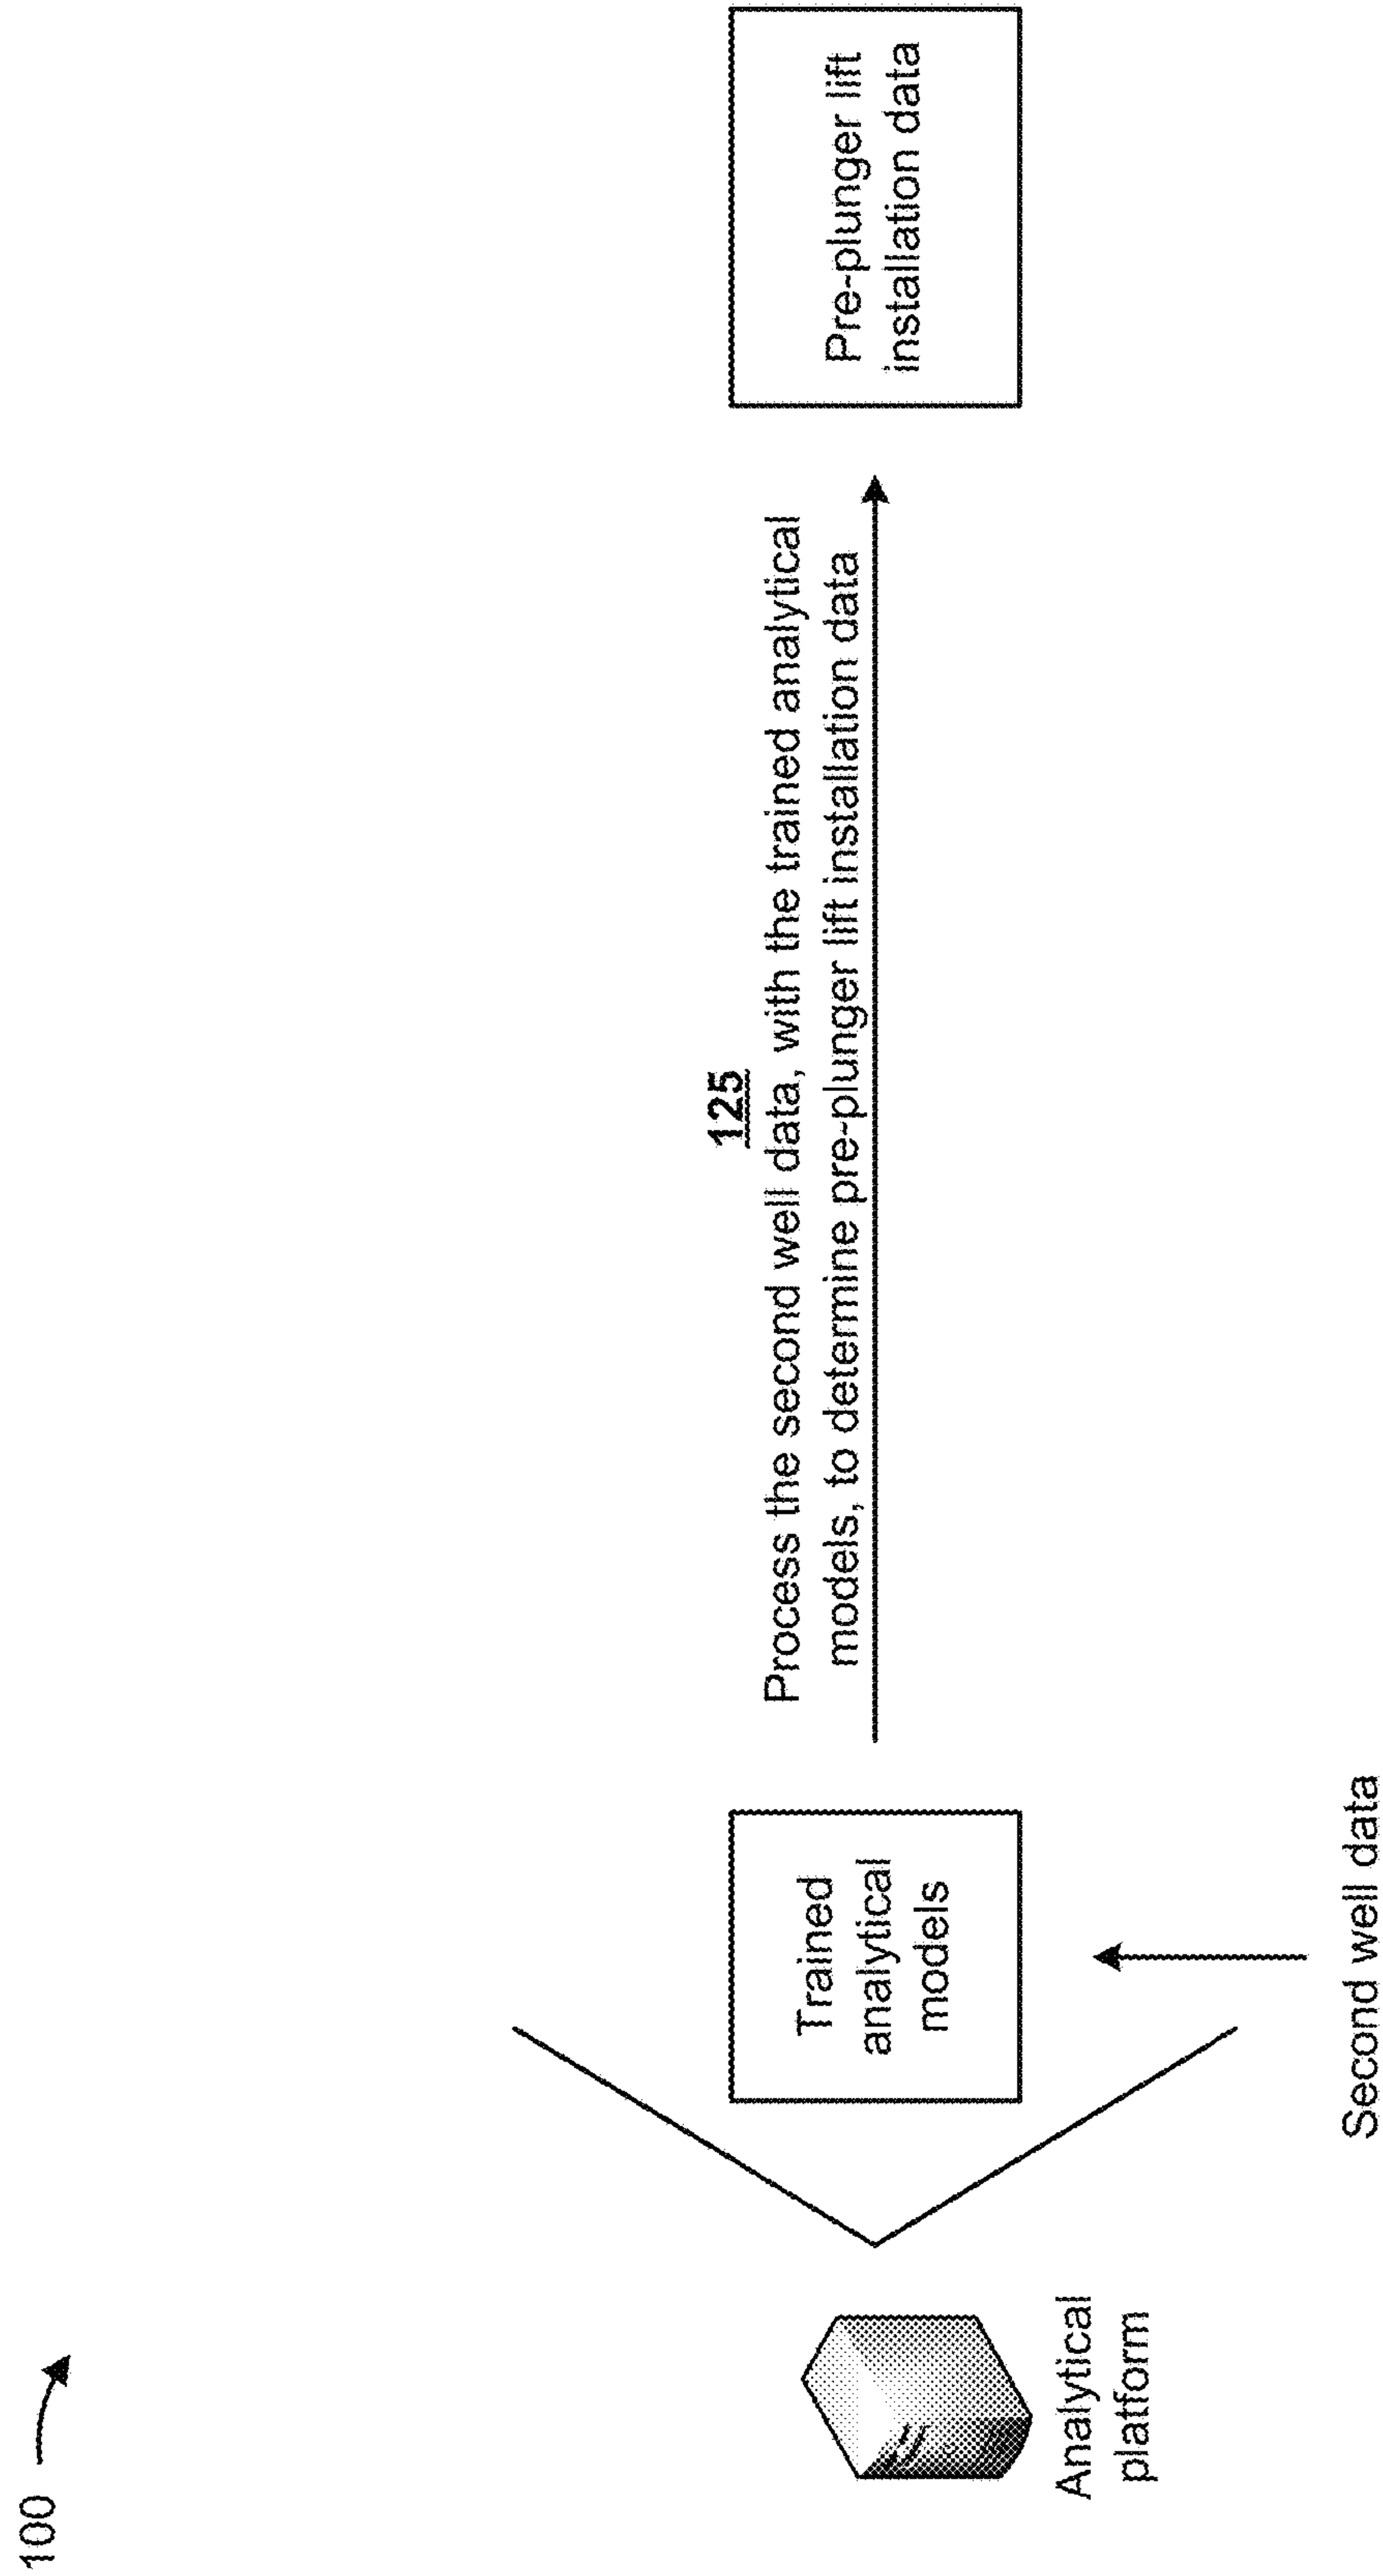 100
125
Process the second well data, with the trained analytical
models, to determine pre-plunger lift installation data
Analytical
platform
Trained
analytical
models
Pre-plunger lift
installation data
Second well data